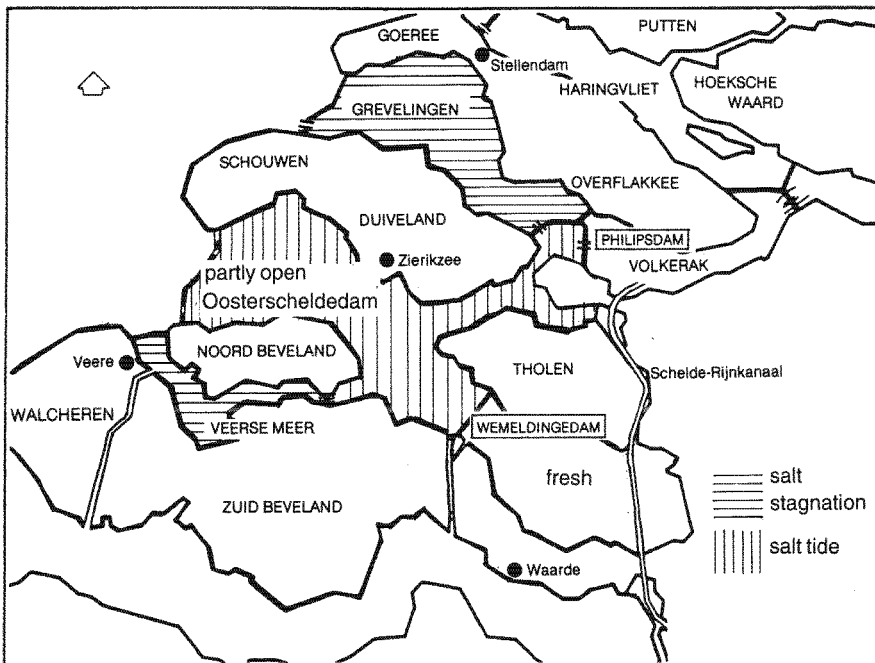 GOEREE
PUTTEN
Stellendam
HARINGVLIET
HOEKSCHE
WAARD
GREVELINGEN
SCHOUWEN
OVERFLAKKEE
DUIVELAND
PHILIPSDAM
Zierikzee
VOLKERAK
partly open
Oosterscheldedam
NOORD BEVELAND
Veere
THOLEN
Schelde-Rijnkanaal
WALCHEREN
VEERSE MEER
WEMELDINGEDAM
fresh
salt
stagnation
ZUID BEVELAND
salt tide
Waarde